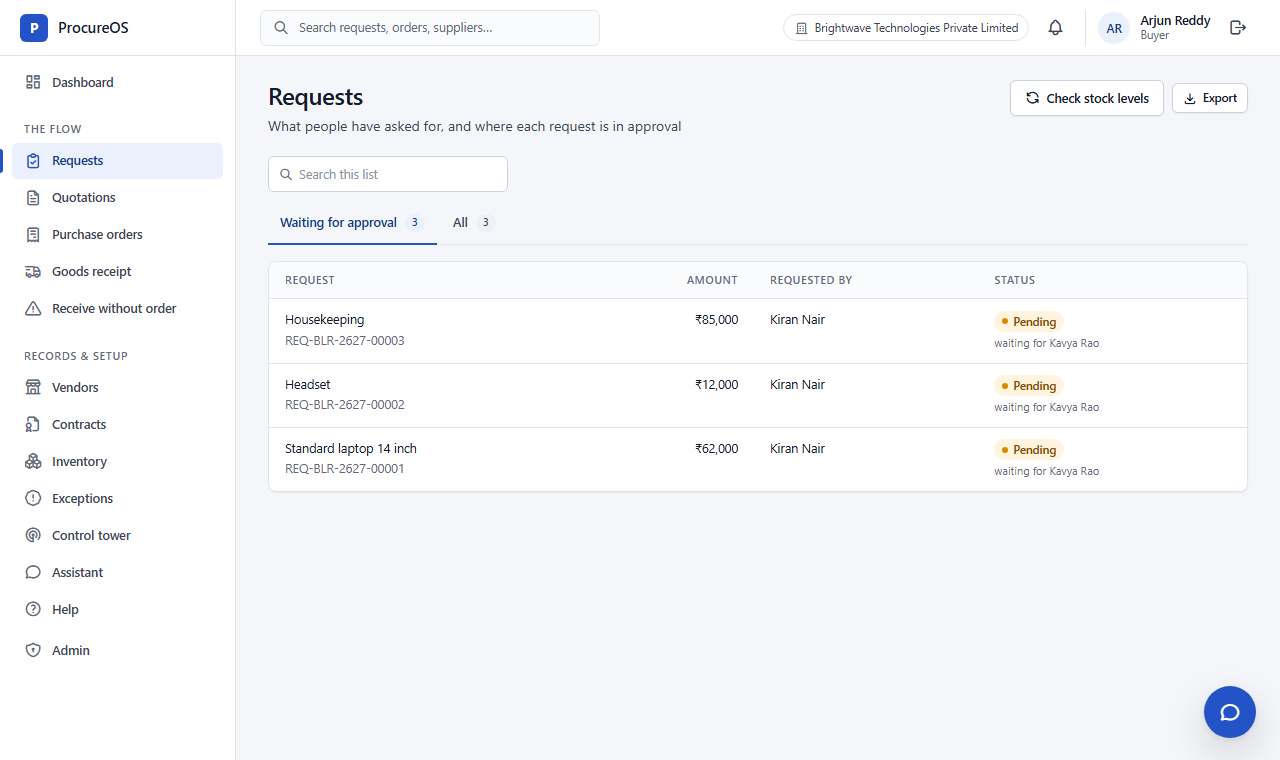 P ProcureOS
Search requests, orders, suppliers...
Brightwave Technologies Private Limited
AR
Arjun Reddy
Buyer
Dashboard
THE FLOW
Requests
Quotations
Purchase orders
Goods receipt
Receive without order
RECORDS & SETUP
Vendors
Contracts
Inventory
Exceptions
Control tower
Assistant
Help
Admin
Requests
What people have asked for, and where each request is in approval
Check stock levels
Export
Search this list
Waiting for approval 3 All 3
REQUEST AMOUNT REQUESTED BY STATUS
Housekeeping ₹85,000 Kiran Nair Pending
REQ-BLR-2627-00003 waiting for Kavya Rao
Headset ₹12,000 Kiran Nair Pending
REQ-BLR-2627-00002 waiting for Kavya Rao
Standard laptop 14 inch ₹62,000 Kiran Nair Pending
REQ-BLR-2627-00001 waiting for Kavya Rao